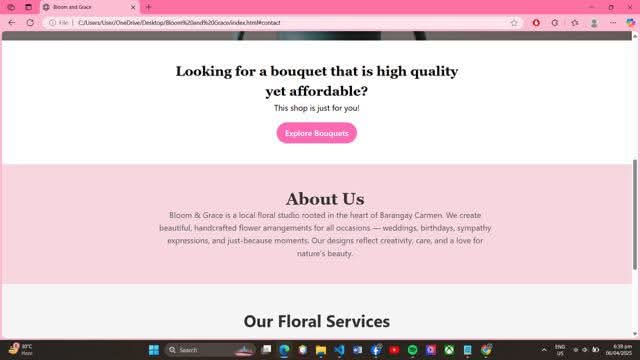 Bloom and Grace
File
C:/Users/User/OneDrive/Desktop/Bloom%20and%20Grace/index.html#contact
Looking for a bouquet that is high quality
yet affordable?
This shop is just for you!
Explore Bouquets
About Us
Bloom & Grace is a local floral studio rooted in the heart of Barangay Carmen. We create
beautiful, handcrafted flower arrangements for all occasions — weddings, birthdays, sympathy
expressions, and just-because moments. Our designs reflect creativity, care, and a love for
nature's beauty.
Our Floral Services
30°C
Haze
Search
ENG
US
6:39 pm
06/04/2025